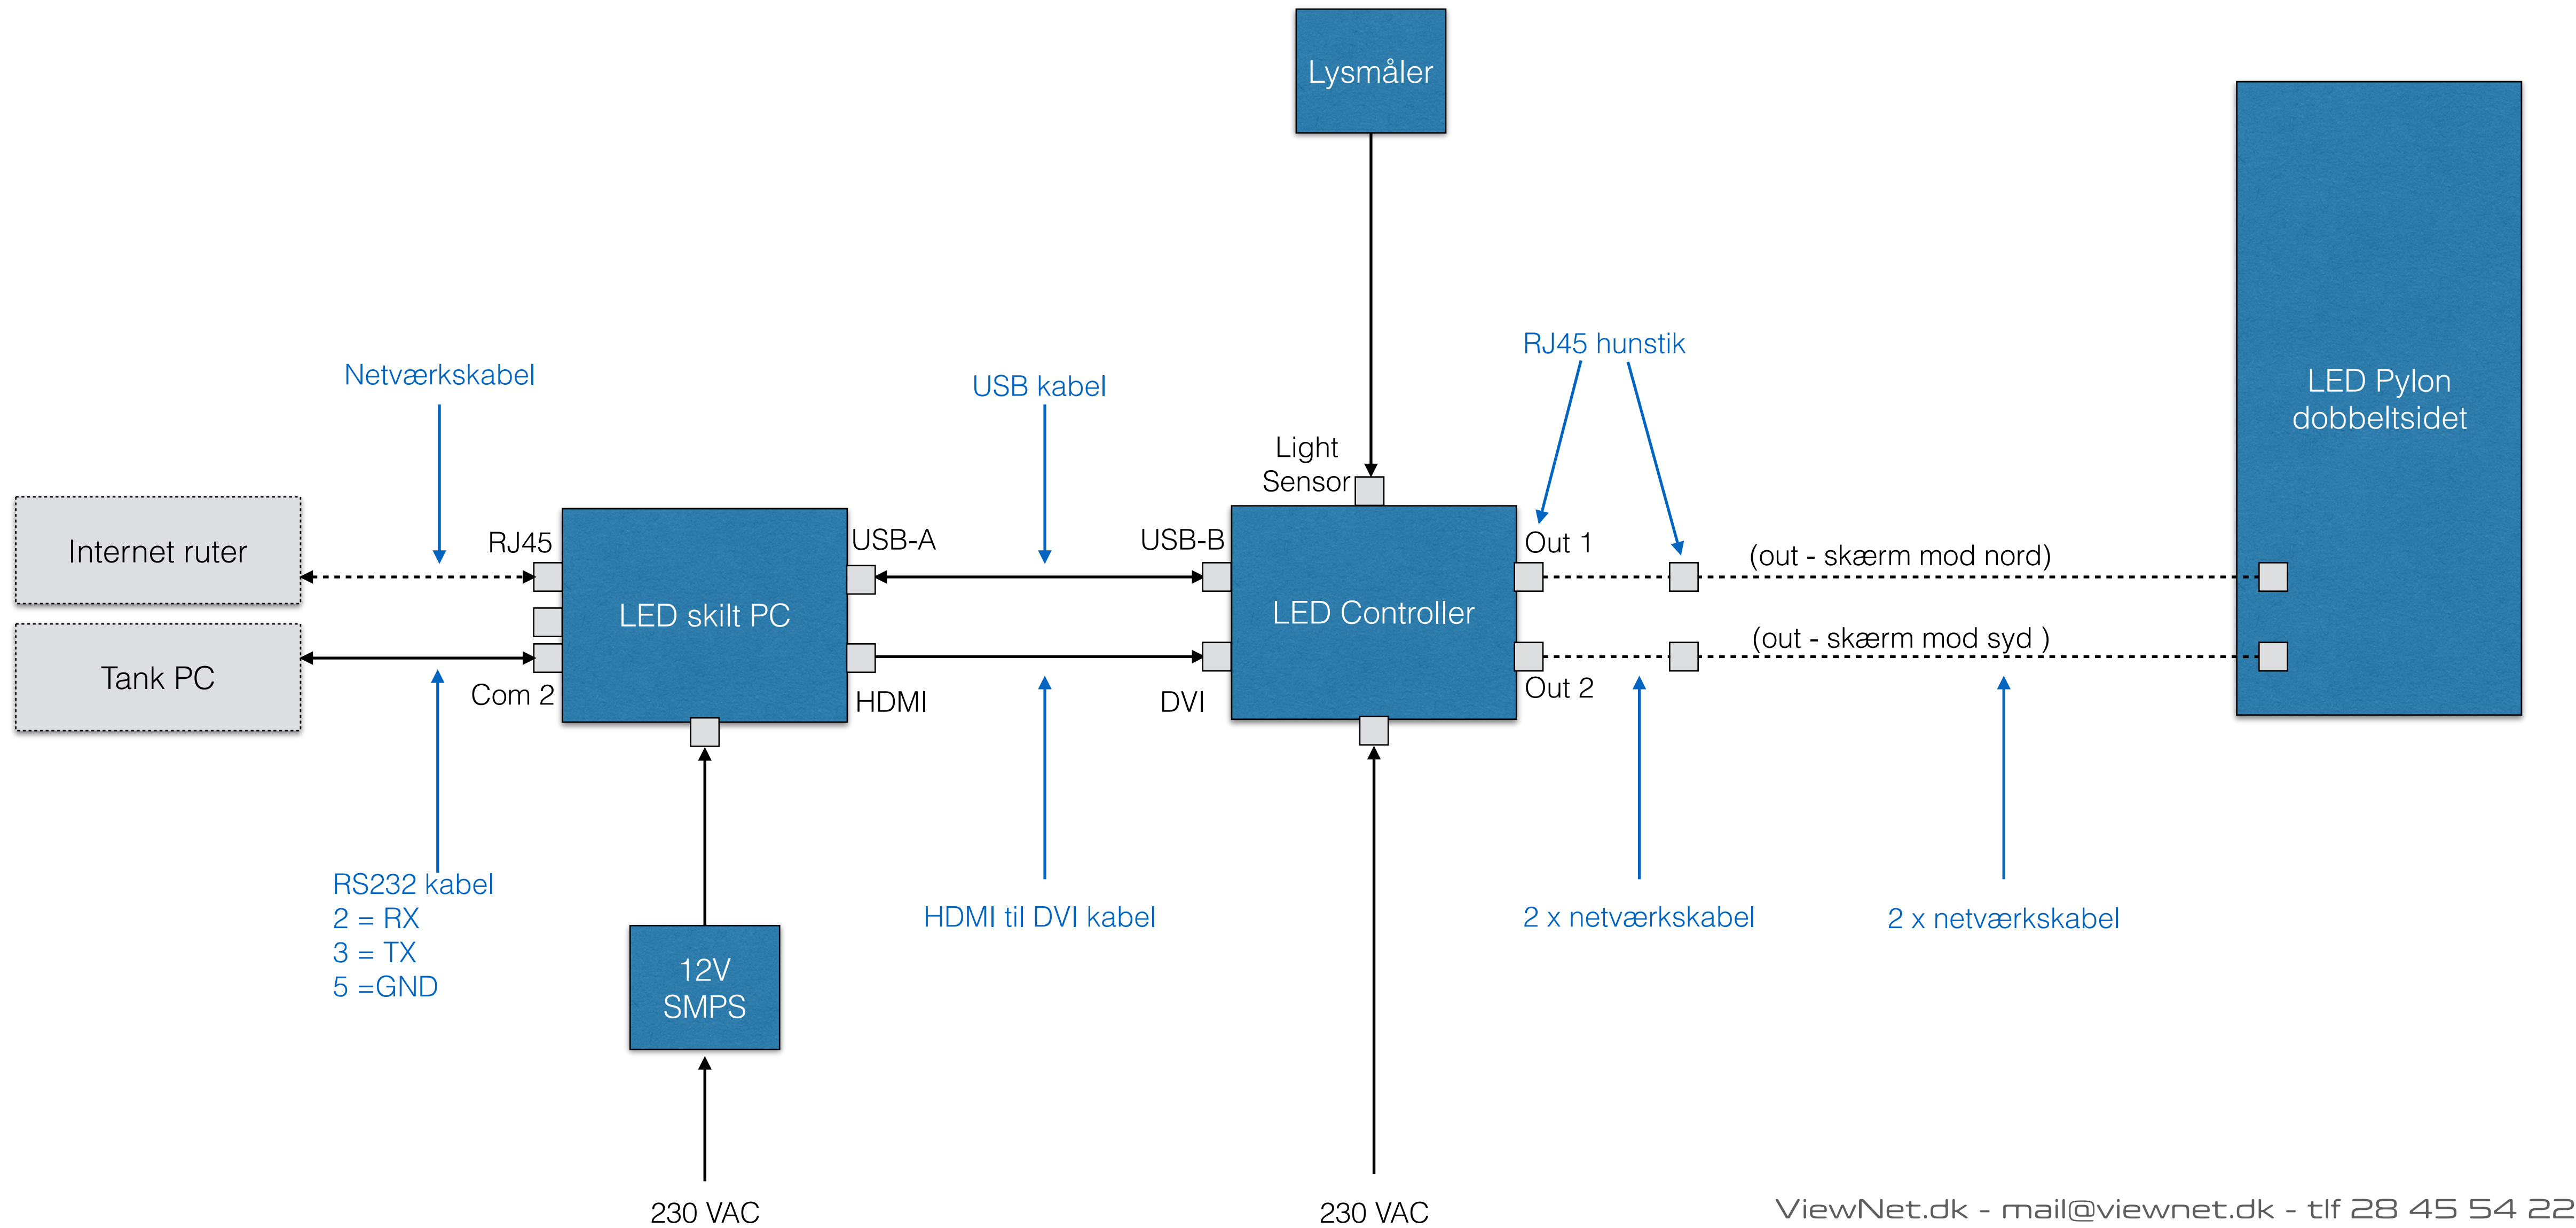 Lysmåler
LED Pylon
dobbeltsidet
RJ45 hunstik
Netværkskabel
USB kabel
Light
Sensor
Internet ruter
RJ45
USB-A
USB-B
Out 1
(out - skærm mod nord)
LED skilt PC
LED Controller
Tank PC
Com 2
HDMI
DVI
Out 2
(out - skærm mod syd )
RS232 kabel
2 = RX
3 = TX
5 =GND
HDMI til DVI kabel
2 x netværkskabel
2 x netværkskabel
12V
SMPS
230 VAC
230 VAC
ViewNet.dk - mail@viewnet.dk - tlf 28 45 54 22